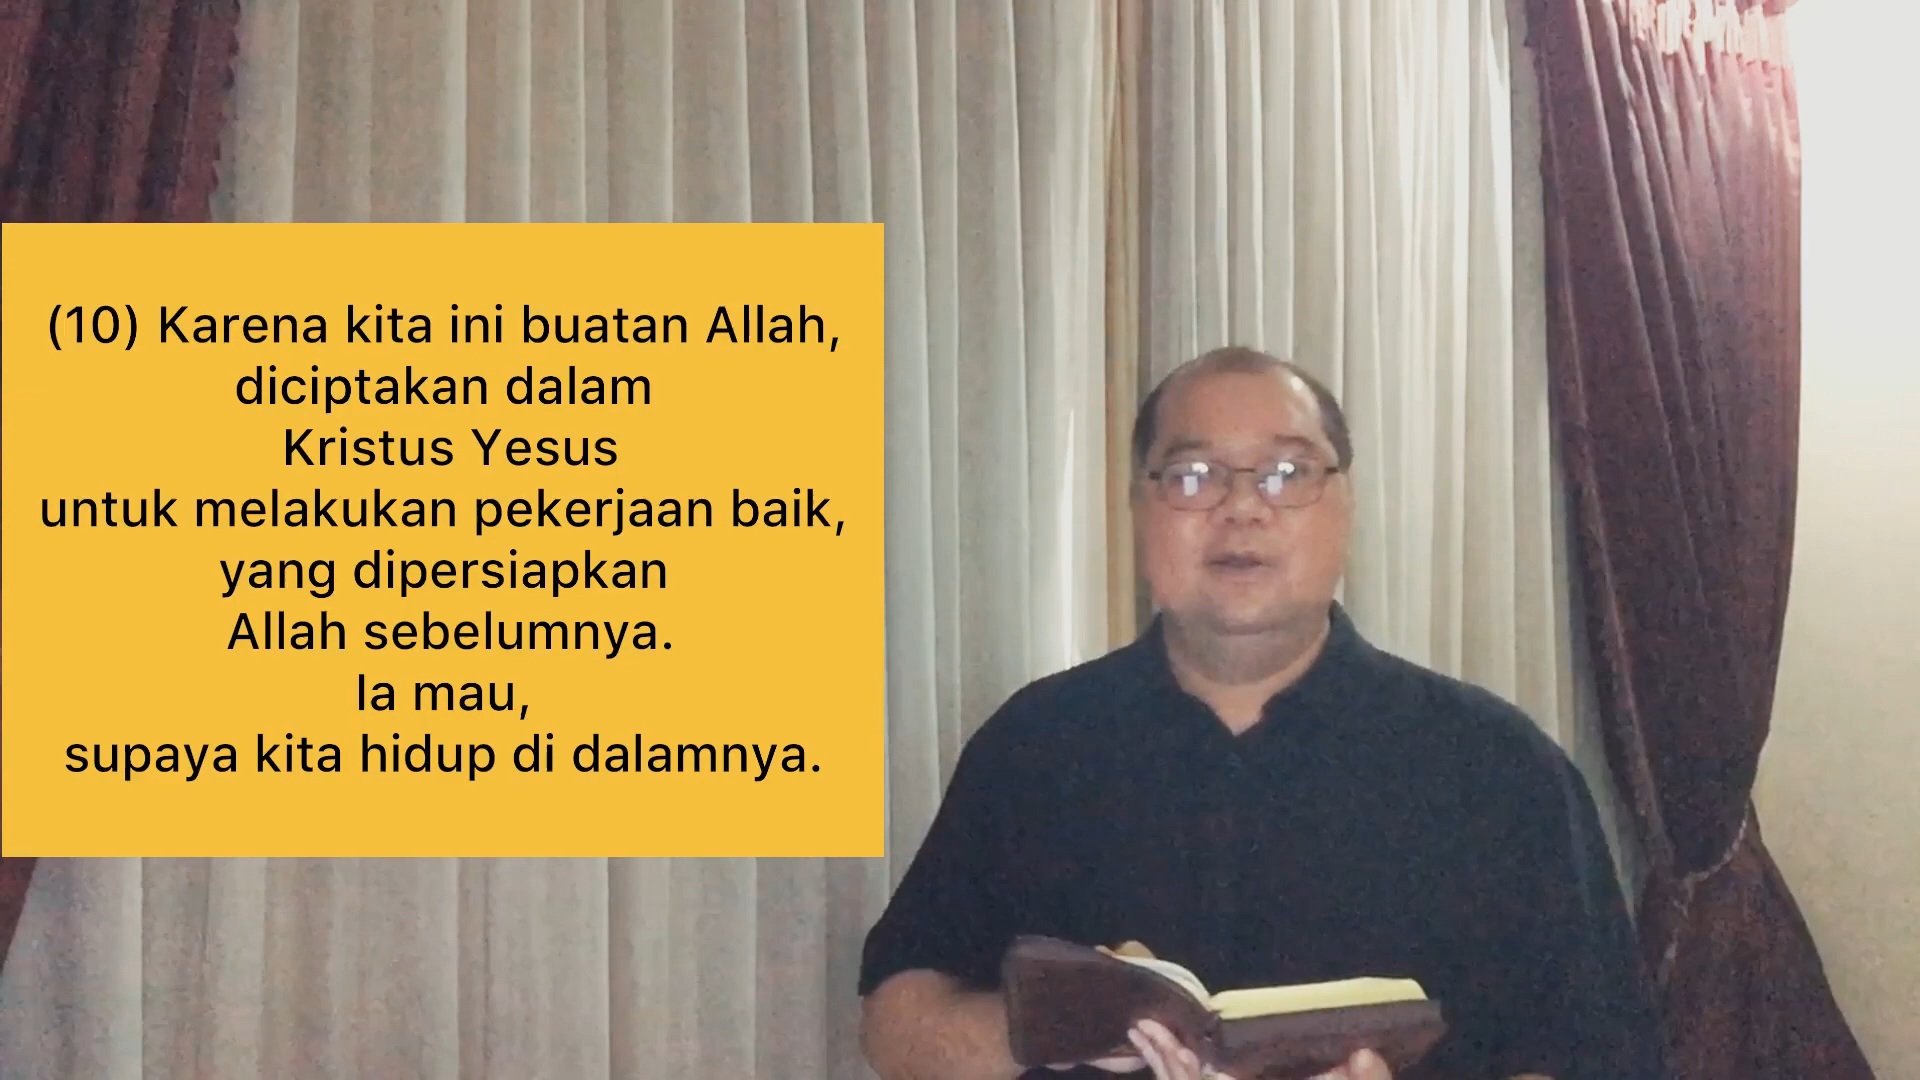 (10) Karena kita ini buatan Allah,
diciptakan dalam
Kristus Yesus
untuk melakukan pekerjaan baik,
yang dipersiapkan
Allah sebelumnya.
Ia mau,
supaya kita hidup di dalamnya.